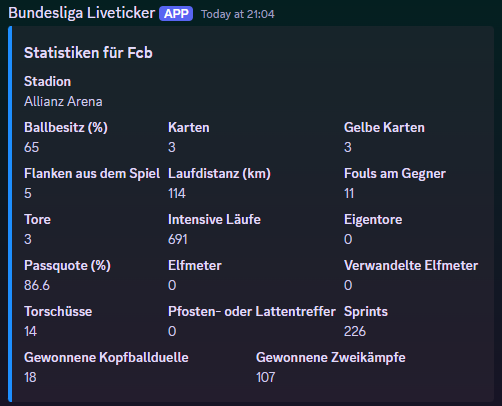 Bundesliga Liveticker APP Today at 21:04
Statistiken für Fcb
Stadion
Allianz Arena
Ballbesitz (%) Karten Gelbe Karten
65 3 3
Flanken aus dem Spiel Laufdistanz (km) Fouls am Gegner
5 114 11
Tore Intensive Läufe Eigentore
3 691 0
Passquote (%) Elfmeter Verwandelte Elfmeter
86.6 0 0
Torschüsse Pfosten- oder Lattentreffer Sprints
14 0 226
Gewonnene Kopfballduelle Gewonnene Zweikämpfe
18 107